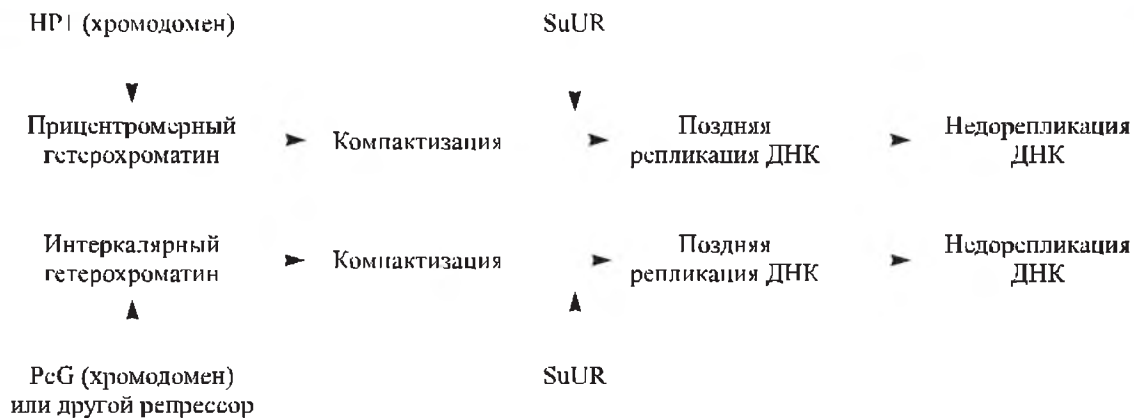 HP1 (хромодомен)
SuUR
Прицентромерный
гетерохроматин
Компактизация
Поздняя
репликация ДНК
Недорепликация
ДНК
Интеркалярный
гетерохроматин
Компактизация
Поздняя
репликация ДНК
Недорепликация
ДНК
PcG (хромодомен)
или другой репрессор
SuUR